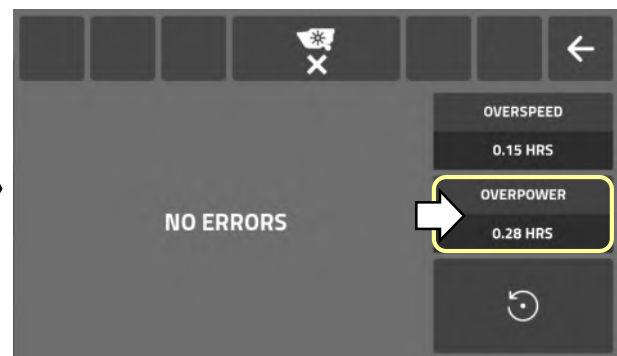 OVERSPEED
0.15 HRS
OVERPOWER
0.28 HRS
NO ERRORS